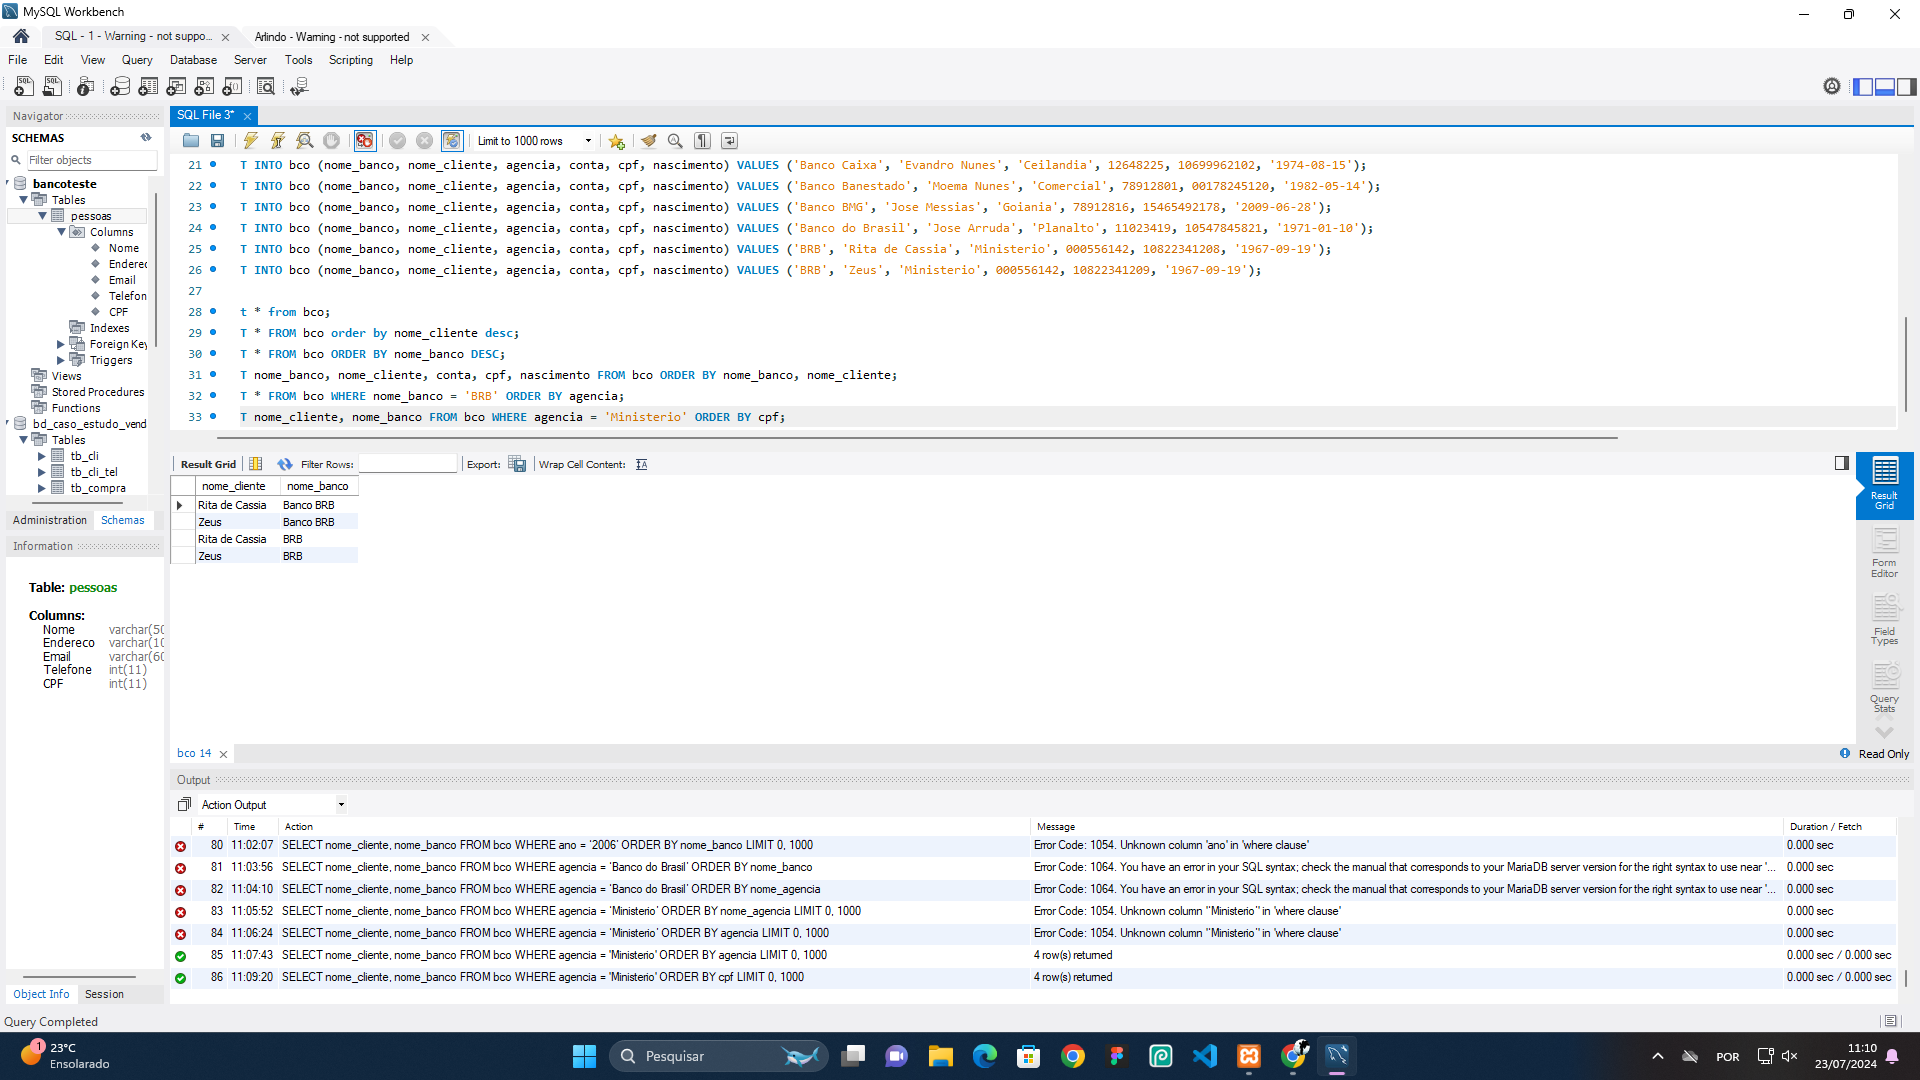 MySQL Workbench
SQL - 1 - Warning - not suppo...
Arlindo - Warning - not supported
File Edit View Query Database Server Tools Scripting Help
Navigator
SCHEMAS
Filter objects
bancoteste
Tables
pessoas
Columns
Nome
Enderec
Email
Telefon
CPF
Indexes
Foreign Key
Triggers
Views
Stored Procedures
Functions
bd_caso_estudo_vend
Tables
tb_cli
tb_cli_tel
tb_compra
Administration Schemas
Information
Table: pessoas
Columns:
Nome varchar(50
Endereco varchar(10
Email varchar(60
Telefone int(11)
CPF int(11)
Object Info Session
Query Completed
SQL File 3*
Limit to 1000 rows
21 T INTO bco (nome_banco, nome_cliente, agencia, conta, cpf, nascimento) VALUES ('Banco Caixa', 'Evandro Nunes', 'Ceilandia', 12648225, 10699962102, '1974-08-15');
22 T INTO bco (nome_banco, nome_cliente, agencia, conta, cpf, nascimento) VALUES ('Banco Banestado', 'Moema Nunes', 'Comercial', 78912801, 00178245120, '1982-05-14');
23 T INTO bco (nome_banco, nome_cliente, agencia, conta, cpf, nascimento) VALUES ('Banco BMG', 'Jose Messias', 'Goiania', 78912816, 15465492178, '2009-06-28');
24 T INTO bco (nome_banco, nome_cliente, agencia, conta, cpf, nascimento) VALUES ('Banco do Brasil', 'Jose Arruda', 'Planalto', 11023419, 10547845821, '1971-01-10');
25 T INTO bco (nome_banco, nome_cliente, agencia, conta, cpf, nascimento) VALUES ('BRB', 'Rita de Cassia', 'Ministerio', 000556142, 10822341208, '1967-09-19');
26 T INTO bco (nome_banco, nome_cliente, agencia, conta, cpf, nascimento) VALUES ('BRB', 'Zeus', 'Ministerio', 000556142, 10822341209, '1967-09-19');
27
28 t * from bco;
29 T * FROM bco order by nome_cliente desc;
30 T * FROM bco ORDER BY nome_banco DESC;
31 T nome_banco, nome_cliente, conta, cpf, nascimento FROM bco ORDER BY nome_banco, nome_cliente;
32 T * FROM bco WHERE nome_banco = 'BRB' ORDER BY agencia;
33 T nome_cliente, nome_banco FROM bco WHERE agencia = 'Ministerio' ORDER BY cpf;
Result Grid Filter Rows: Export: Wrap Cell Content:
nome_cliente nome_banco
Rita de Cassia Banco BRB
Zeus Banco BRB
Rita de Cassia BRB
Zeus BRB
Result Grid
Form Editor
Field Types
Query Stats
bco 14
Read Only
Output
Action Output
# Time Action Message Duration / Fetch
80 11:02:07 SELECT nome_cliente, nome_banco FROM bco WHERE ano = '2006' ORDER BY nome_banco LIMIT 0, 1000 Error Code: 1054. Unknown column 'ano' in 'where clause' 0.000 sec
81 11:03:56 SELECT nome_cliente, nome_banco FROM bco WHERE agencia = ‘Banco do Brasil’ ORDER BY nome_banco Error Code: 1064. You have an error in your SQL syntax; check the manual that corresponds to your MariaDB server version for the right syntax to use near '... 0.000 sec
82 11:04:10 SELECT nome_cliente, nome_banco FROM bco WHERE agencia = ‘Banco do Brasil’ ORDER BY nome_agencia Error Code: 1064. You have an error in your SQL syntax; check the manual that corresponds to your MariaDB server version for the right syntax to use near '... 0.000 sec
83 11:05:52 SELECT nome_cliente, nome_banco FROM bco WHERE agencia = ‘Ministerio’ ORDER BY nome_agencia LIMIT 0, 1000 Error Code: 1054. Unknown column '‘Ministerio’' in 'where clause' 0.000 sec
84 11:06:24 SELECT nome_cliente, nome_banco FROM bco WHERE agencia = ‘Ministerio’ ORDER BY agencia LIMIT 0, 1000 Error Code: 1054. Unknown column '‘Ministerio’' in 'where clause' 0.000 sec
85 11:07:43 SELECT nome_cliente, nome_banco FROM bco WHERE agencia = 'Ministerio' ORDER BY agencia LIMIT 0, 1000 4 row(s) returned 0.000 sec / 0.000 sec
86 11:09:20 SELECT nome_cliente, nome_banco FROM bco WHERE agencia = 'Ministerio' ORDER BY cpf LIMIT 0, 1000 4 row(s) returned 0.000 sec / 0.000 sec
1
23°C
Ensolarado
Pesquisar
POR
11:10
23/07/2024